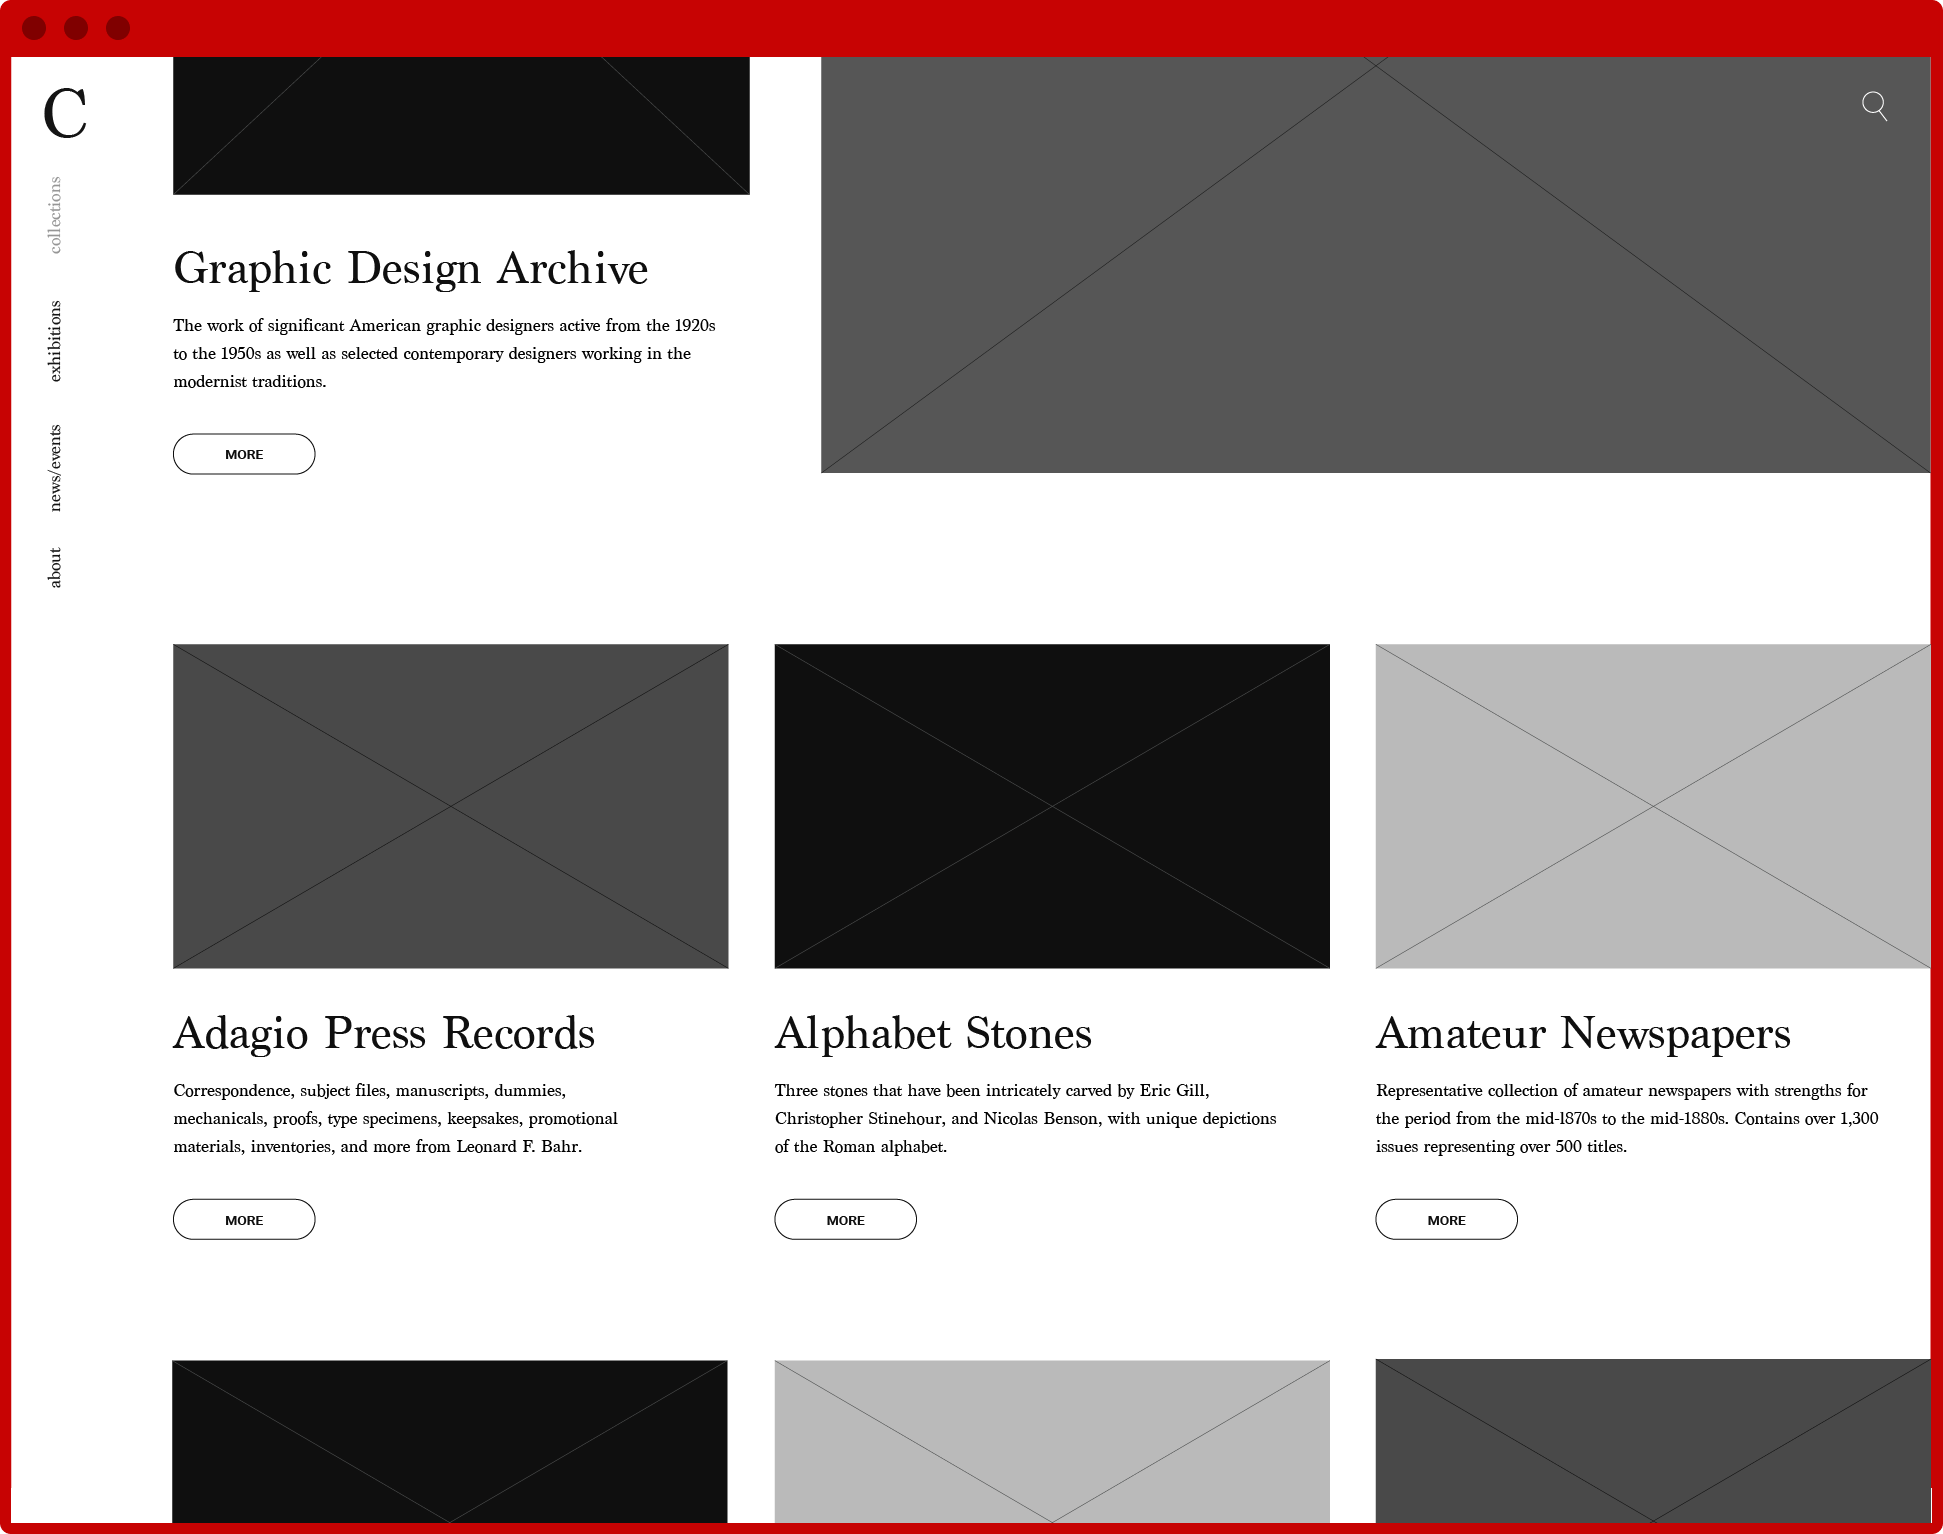 C
collections
exhibitions
news/events
about
Graphic Design Archive
The work of significant American graphic designers active from the 1920s
to the 1950s as well as selected contemporary designers working in the
modernist traditions.
MORE
Adagio Press Records
Correspondence, subject files, manuscripts, dummies,
mechanicals, proofs, type specimens, keepsakes, promotional
materials, inventories, and more from Leonard F. Bahr.
MORE
Alphabet Stones
Three stones that have been intricately carved by Eric Gill,
Christopher Stinehour, and Nicolas Benson, with unique depictions
of the Roman alphabet.
MORE
Amateur Newspapers
Representative collection of amateur newspapers with strengths for
the period from the mid-l870s to the mid-1880s. Contains over 1,300
issues representing over 500 titles.
MORE